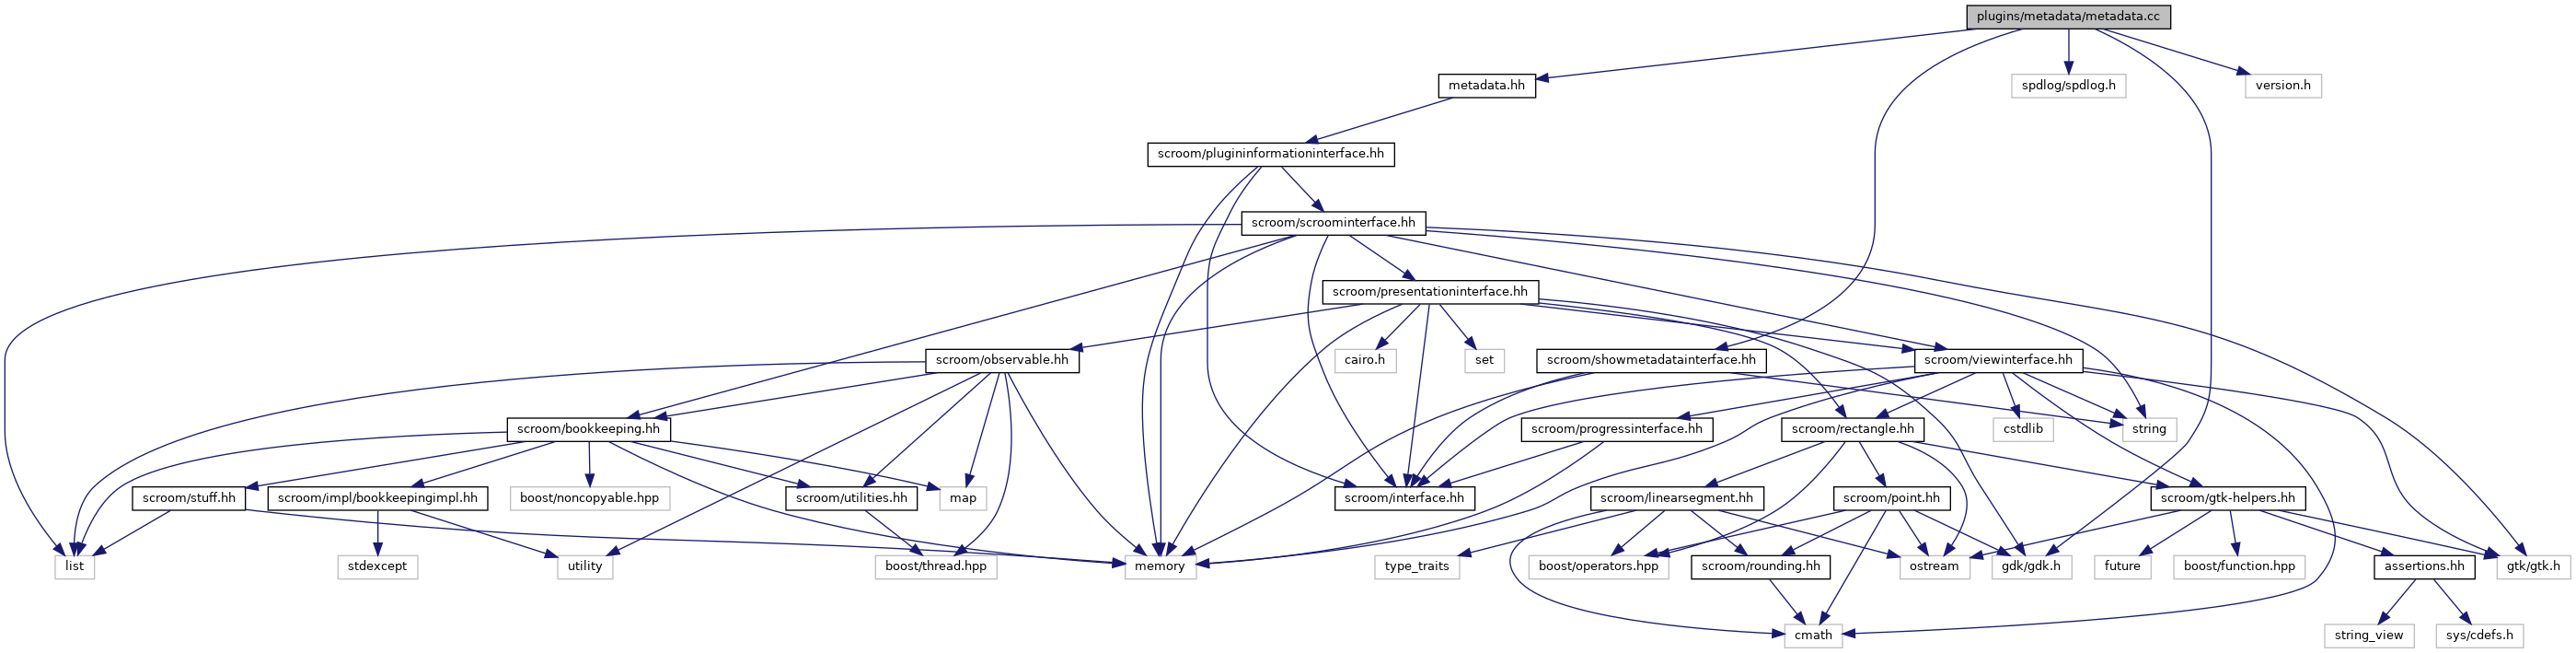 plugins/metadata/metadata.cc
metadata.hh
spdlog/spdlog.h
version.h
scroom/plugininformationinterface.hh
scroom/scroominterface.hh
scroom/presentationinterface.hh
scroom/observable.hh
cairo.h
set
scroom/showmetadatainterface.hh
scroom/viewinterface.hh
scroom/bookkeeping.hh
scroom/progressinterface.hh
scroom/rectangle.hh
cstdlib
string
scroom/stuff.hh
scroom/impl/bookkeepingimpl.hh
boost/noncopyable.hpp
scroom/utilities.hh
map
scroom/interface.hh
scroom/linearsegment.hh
scroom/point.hh
scroom/gtk-helpers.hh
list
stdexcept
utility
boost/thread.hpp
memory
type_traits
boost/operators.hpp
scroom/rounding.hh
ostream
gdk/gdk.h
future
boost/function.hpp
assertions.hh
gtk/gtk.h
cmath
string_view
sys/cdefs.h